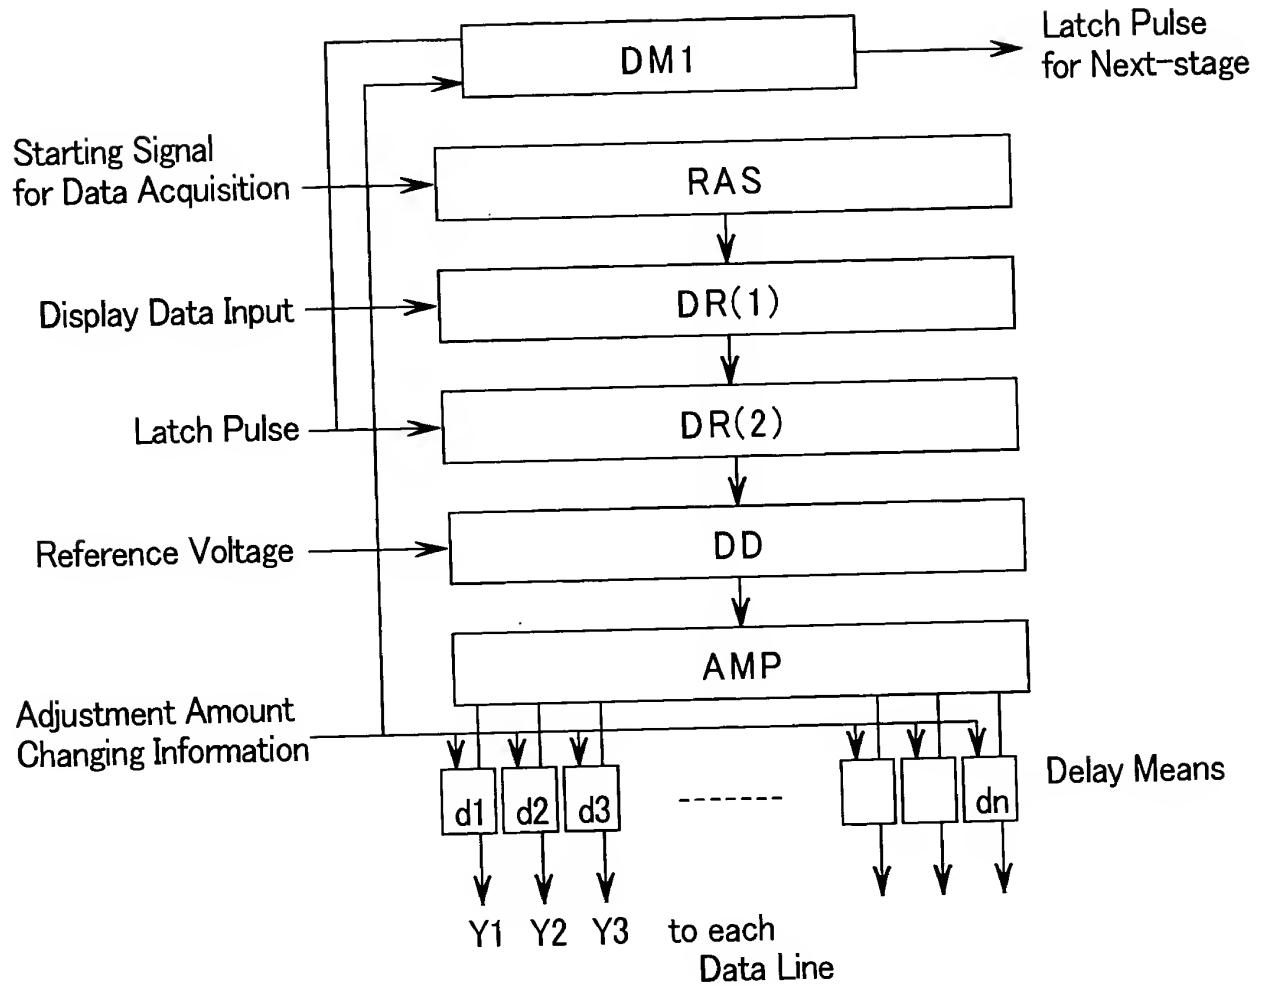 DM1
Latch Pulse
for Next-stage
Starting Signal
for Data Acquisition
RAS
Display Data Input
DR(1)
Latch Pulse
DR(2)
Reference Voltage
DD
AMP
Adjustment Amount
Changing Information
d1 d2 d3 -------- dn
Delay Means
Y1 Y2 Y3 to each
Data Line